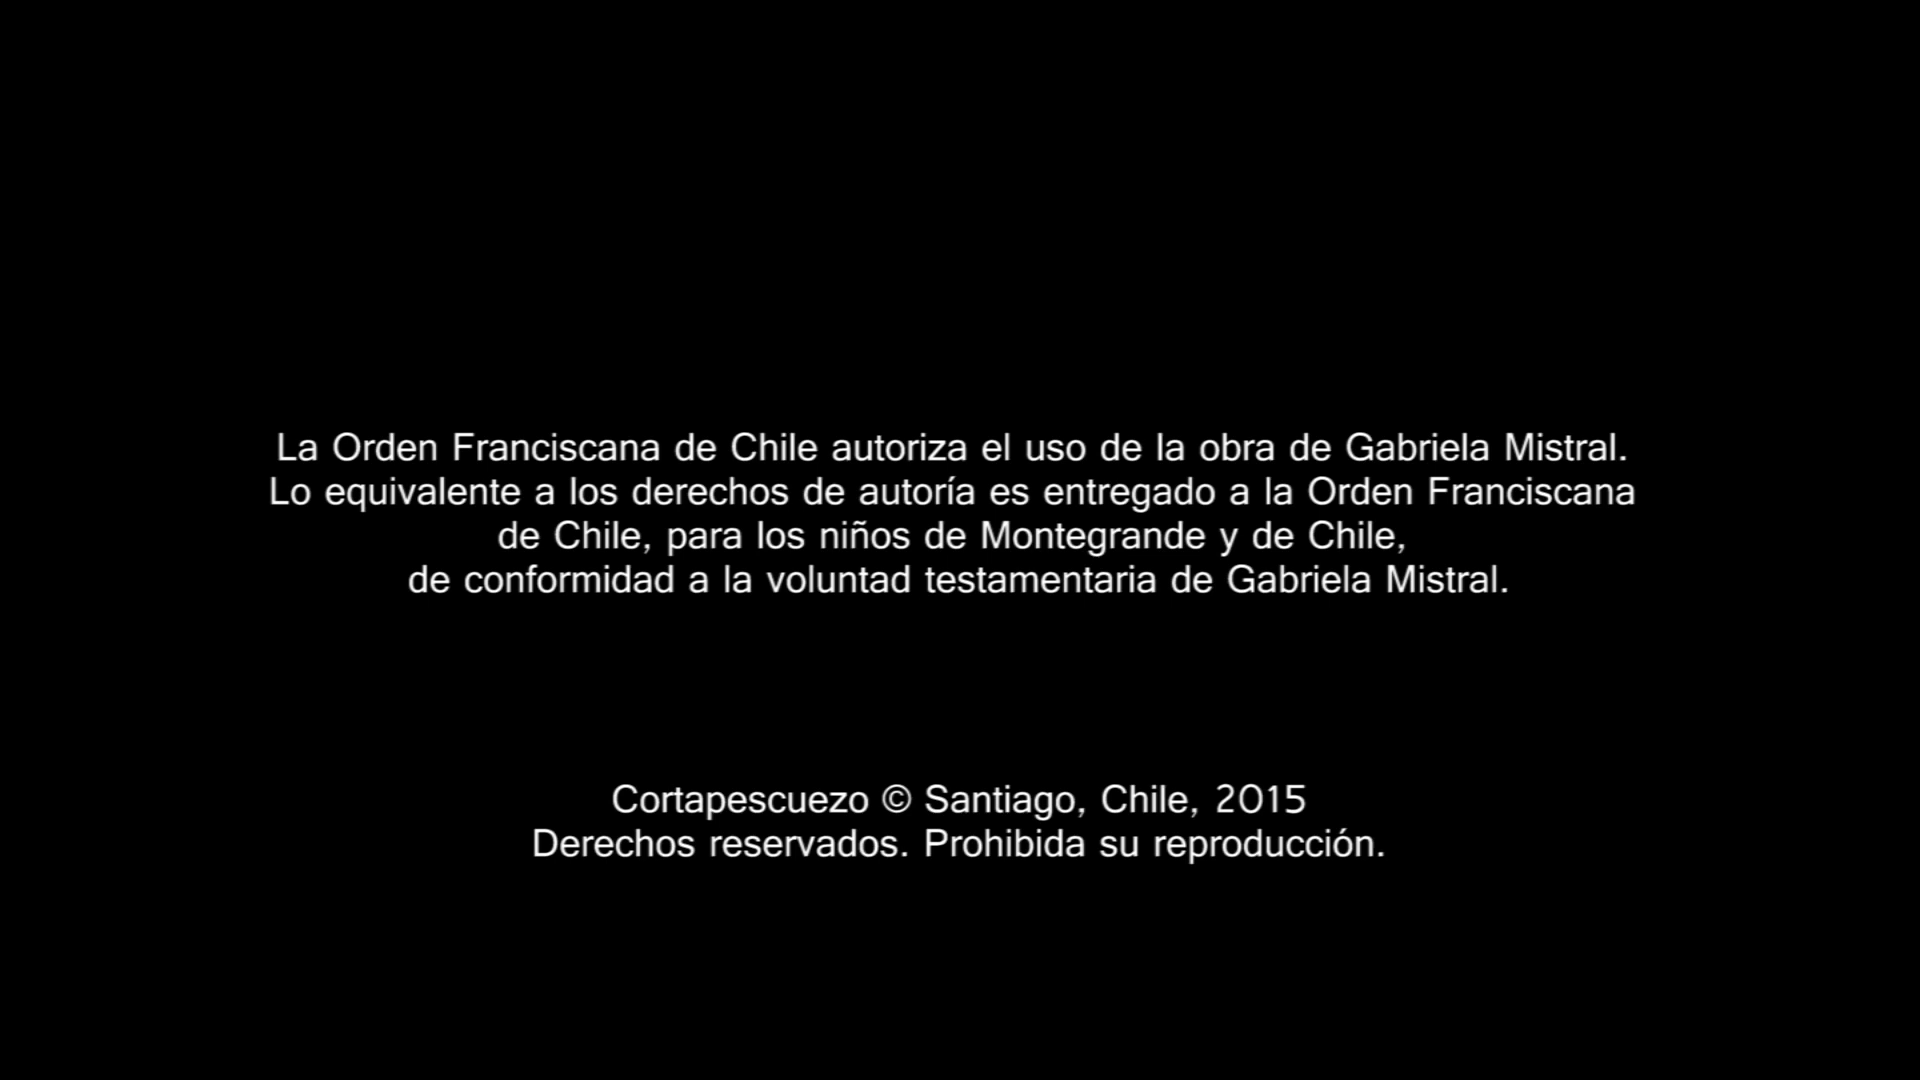 La Orden Franciscana de Chile autoriza el uso de la obra de Gabriela Mistral.
Lo equivalente a los derechos de autoría es entregado a la Orden Franciscana
de Chile, para los niños de Montegrande y de Chile,
de conformidad a la voluntad testamentaria de Gabriela Mistral.
Cortapescuezo © Santiago, Chile, 2015
Derechos reservados. Prohibida su reproducción.